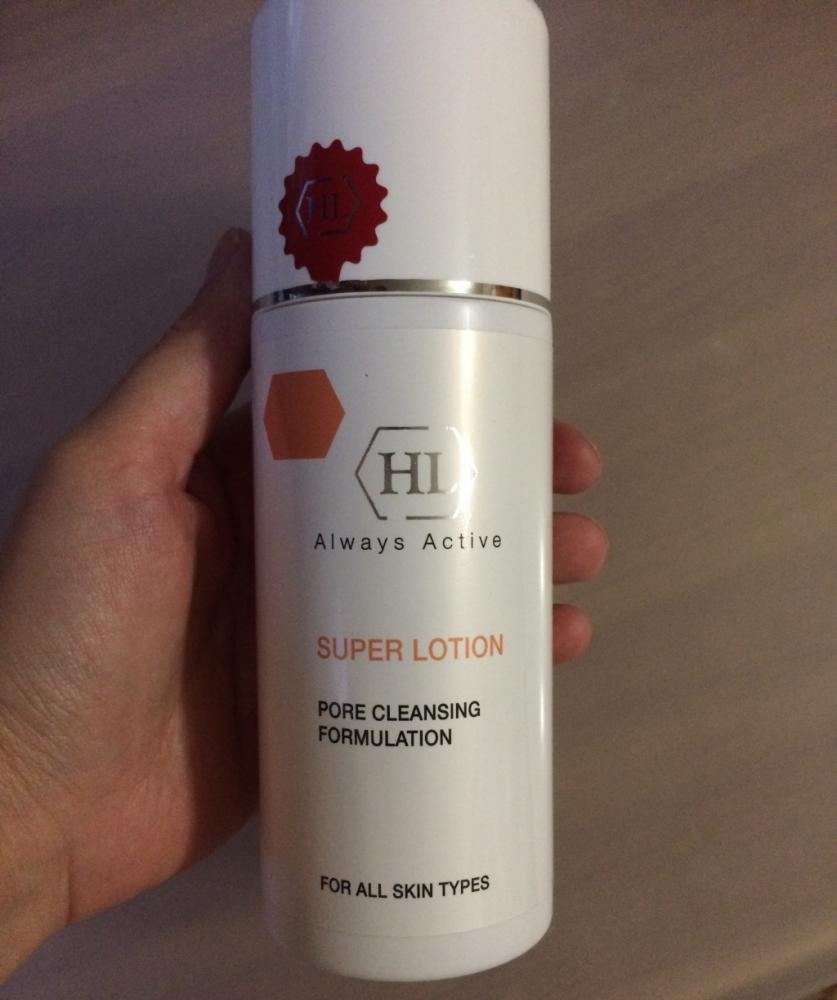 HL
HL
Always Active
SUPER LOTION
PORE CLEANSING
FORMULATION
FOR ALL SKIN TYPES